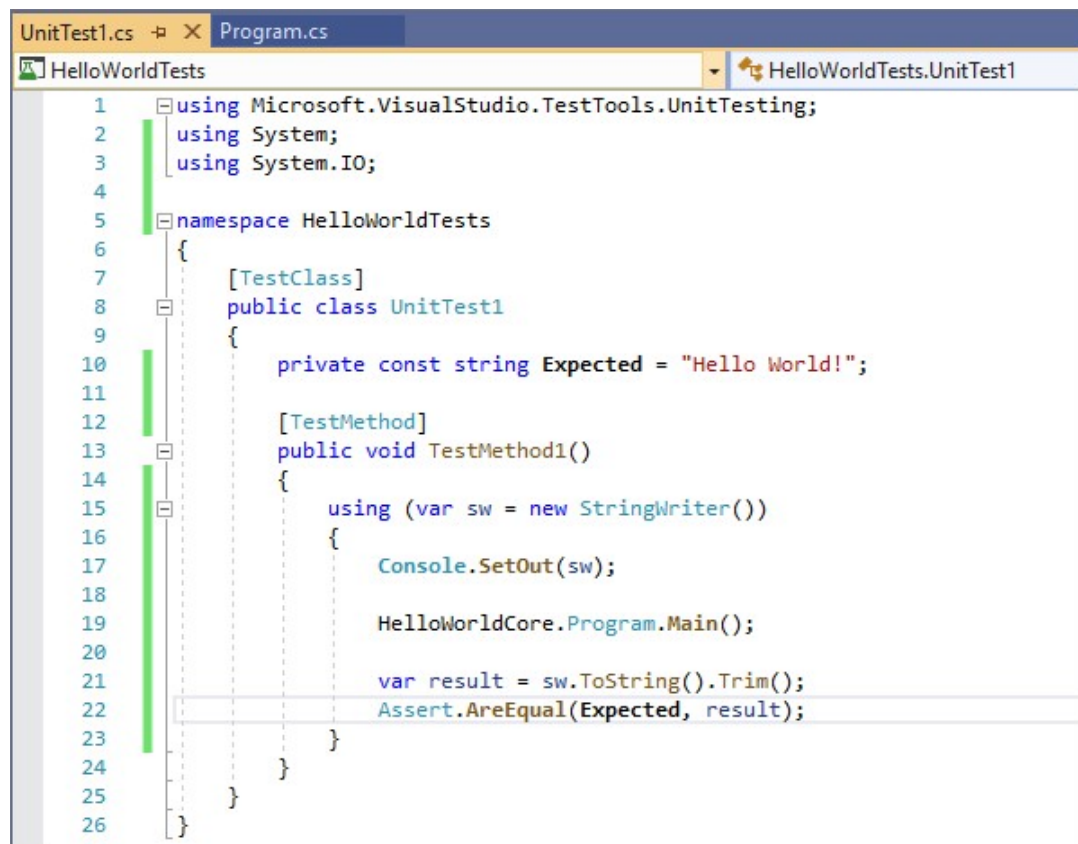 UnitTest1.cs Program.cs
HelloWorldTests HelloWorldTests.UnitTest1
1 using Microsoft.VisualStudio.TestTools.UnitTesting;
2 using System;
3 using System.IO;
4
5 namespace HelloWorldTests
6 {
7 [TestClass]
8 public class UnitTest1
9 {
10 private const string Expected = "Hello World!";
11
12 [TestMethod]
13 public void TestMethod1()
14 {
15 using (var sw = new StringWriter())
16 {
17 Console.SetOut(sw);
18
19 HelloWorldCore.Program.Main();
20
21 var result = sw.ToString().Trim();
22 Assert.AreEqual(Expected, result);
23 }
24 }
25 }
26 }